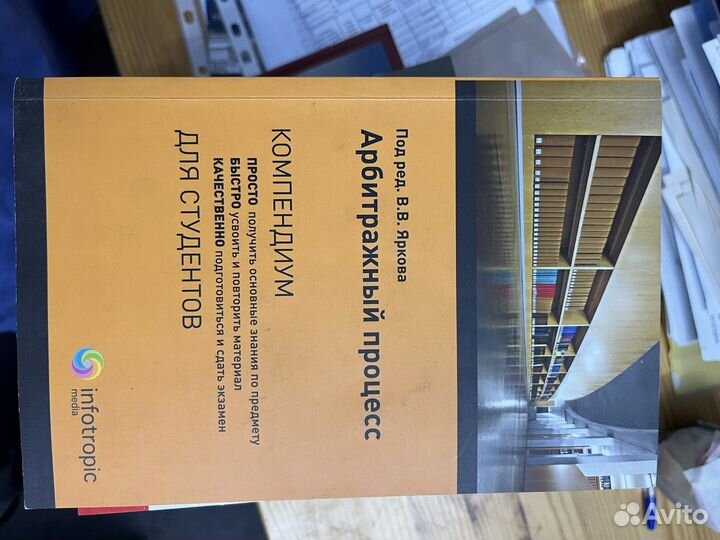 Под ред. В.В. Яркова
Арбитражный процесс
КОМПЕНДИУМ
ПРОСТО получить основные знания по предмету
БЫСТРО усвоить и повторить материал
КАЧЕСТВЕННО подготовиться и сдать экзамен
ДЛЯ СТУДЕНТОВ
infotropic
media
Avito